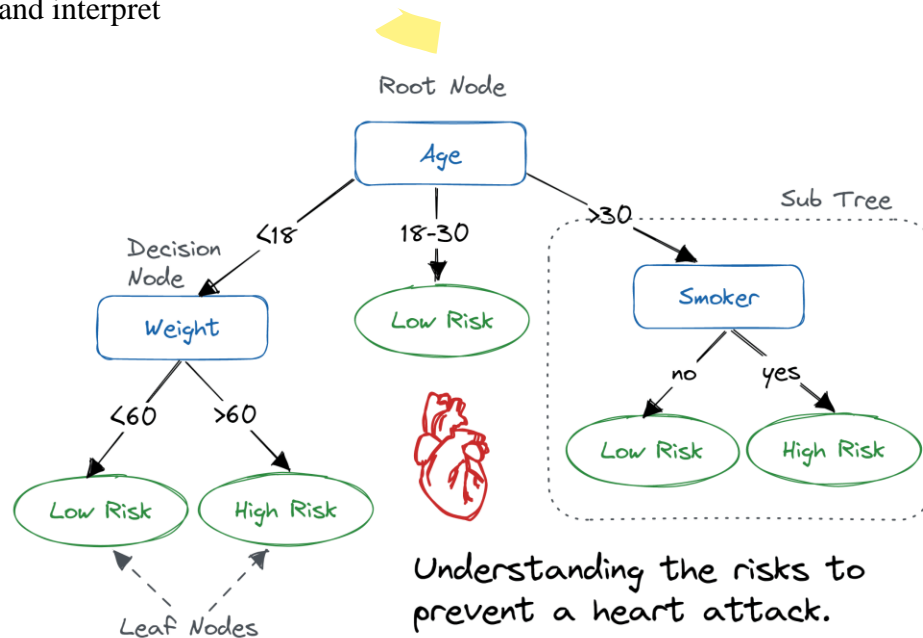 and interpret
Root Node
Age
Sub Tree
<18
18-30
>30
Decision
Node
Weight
Low Risk
Smoker
<60
>60
no
yes
Low Risk
High Risk
Low Risk
High Risk
Leaf Nodes
Understanding the risks to
prevent a heart attack.